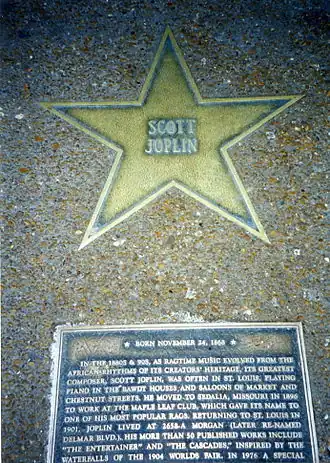 SCOTT
JOPLIN
★ BORN NOVEMBER 24, 1868 ★
IN THE 1880S & 90S, AS RAGTIME MUSIC EVOLVED FROM THE
AFRICAN RHYTHMS OF ITS CREATORS' HERITAGE, ITS GREATEST
COMPOSER, SCOTT JOPLIN, WAS OFTEN IN ST. LOUIS, PLAYING
PIANO IN THE BAWDY HOUSES AND SALOONS OF MARKET AND
CHESTNUT STREETS. HE MOVED TO SEDALIA, MISSOURI IN 1896
TO WORK AT THE MAPLE LEAF CLUB, WHICH GAVE ITS NAME TO
ONE OF HIS MOST POPULAR RAGS. RETURNING TO ST. LOUIS IN
1901, JOPLIN LIVED AT 2658-A MORGAN (LATER RE-NAMED
DELMAR BLVD.). HIS MORE THAN 50 PUBLISHED WORKS INCLUDE
"THE ENTERTAINER" AND "THE CASCADES," INSPIRED BY THE
WATERFALLS OF THE 1904 WORLDS FAIR. IN 1976 A SPECIAL